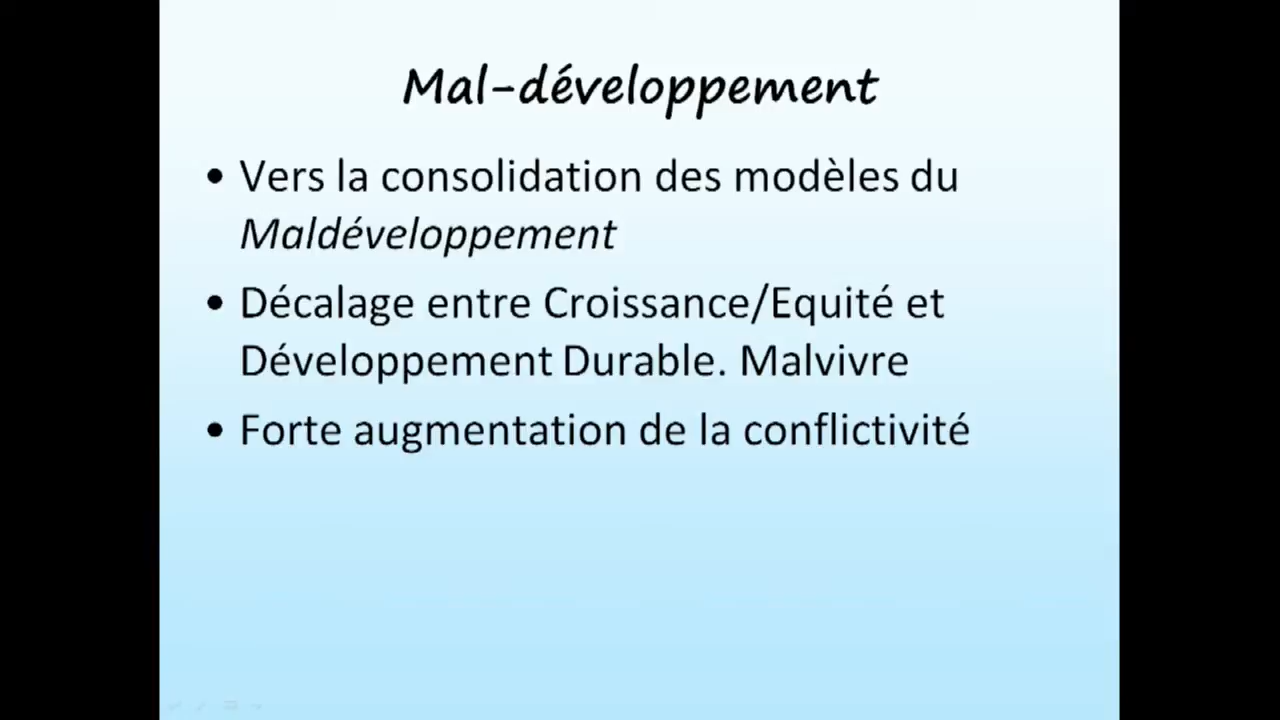 Mal-développement
• Vers la consolidation des modèles du
Maldéveloppement
• Décalage entre Croissance/Equité et
Développement Durable. Malvivre
• Forte augmentation de la conflictivité